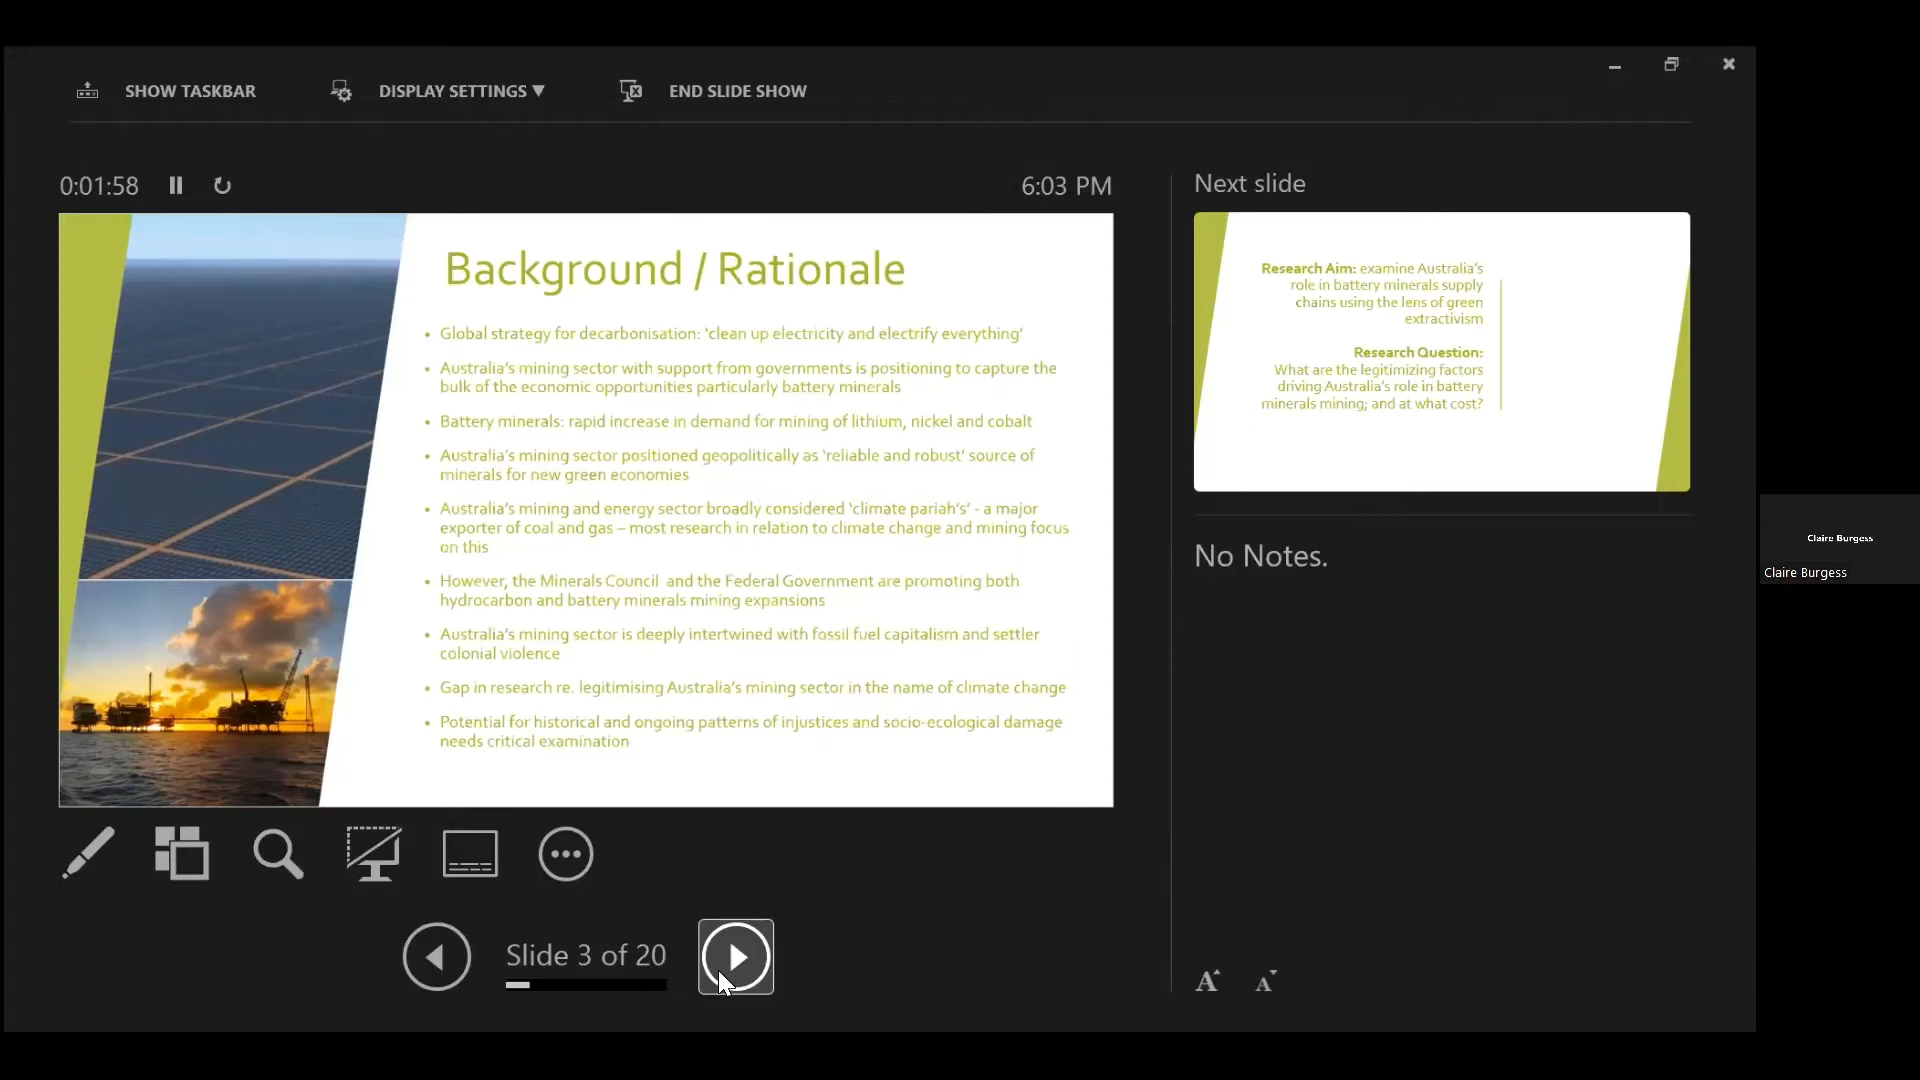 SHOW TASKBAR
DISPLAY SETTINGS ▼
END SLIDE SHOW
0:01:58
6:03 PM
Background / Rationale
• Global strategy for decarbonisation: ‘clean up electricity and electrify everything’
• Australia’s mining sector with support from governments is positioning to capture the
bulk of the economic opportunities particularly battery minerals
• Battery minerals: rapid increase in demand for mining of lithium, nickel and cobalt
• Australia’s mining sector positioned geopolitically as ‘reliable and robust’ source of
minerals for new green economies
• Australia’s mining and energy sector broadly considered ‘climate pariah’s’ - a major
exporter of coal and gas – most research in relation to climate change and mining focus
on this
• However, the Minerals Council and the Federal Government are promoting both
hydrocarbon and battery minerals mining expansions
• Australia’s mining sector is deeply intertwined with fossil fuel capitalism and settler
colonial violence
• Gap in research re. legitimising Australia’s mining sector in the name of climate change
• Potential for historical and ongoing patterns of injustices and socio-ecological damage
needs critical examination
Slide 3 of 20
Next slide
Research Aim: examine Australia’s
role in battery minerals supply
chains using the lens of green
extractivism
Research Question:
What are the legitimizing factors
driving Australia’s role in battery
minerals mining; and at what cost?
No Notes.
A
A
Claire Burgess
Claire Burgess